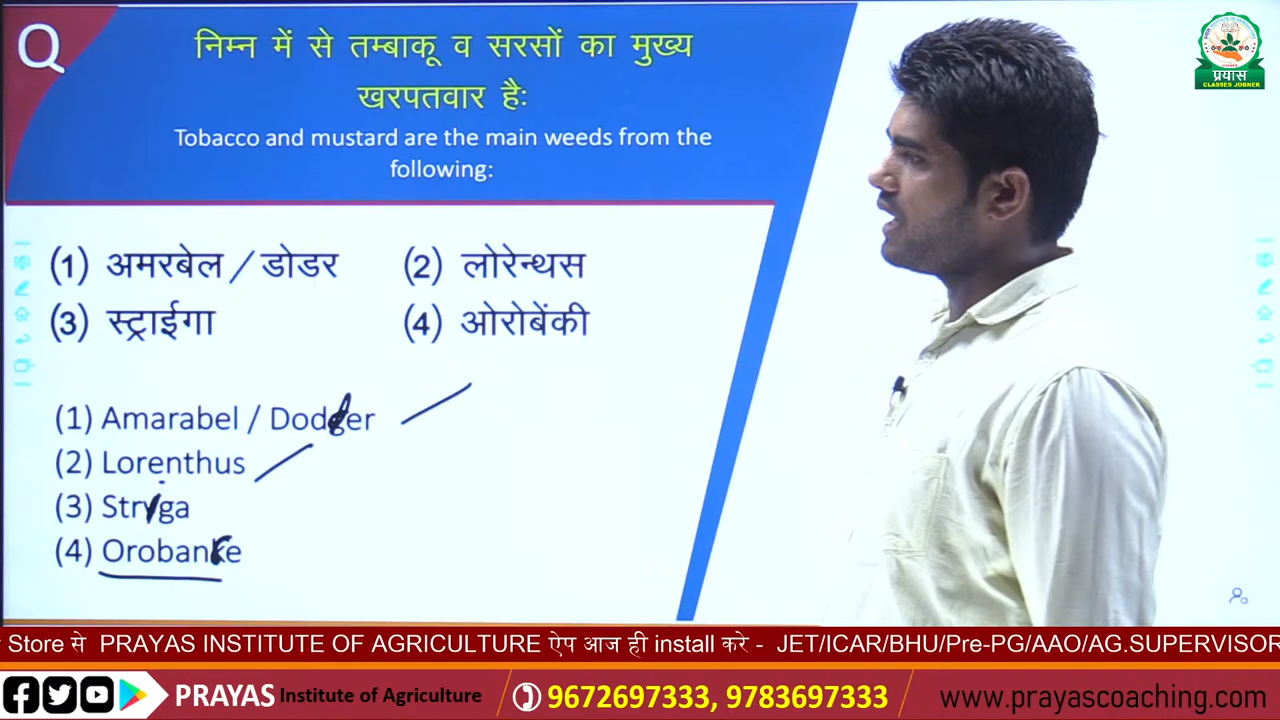 Q
निम्न में से तम्बाकू व सरसों का मुख्य
खरपतवार हैः
Tobacco and mustard are the main weeds from the
following:
(1) अमरबेल / डोडर (2) लोरेन्थस
(3) स्ट्राईगा (4) ओरोबेंकी
(1) Amarabel / Dodder
(2) Lorenthus
(3) Stryga
(4) Orobanke
प्रयास
CLASSES JOBNER
Store से PRAYAS INSTITUTE OF AGRICULTURE ऐप आज ही install करे - JET/ICAR/BHU/Pre-PG/AAO/AG.SUPERVISOR
PRAYAS Institute of Agriculture 9672697333, 9783697333 www.prayascoaching.com